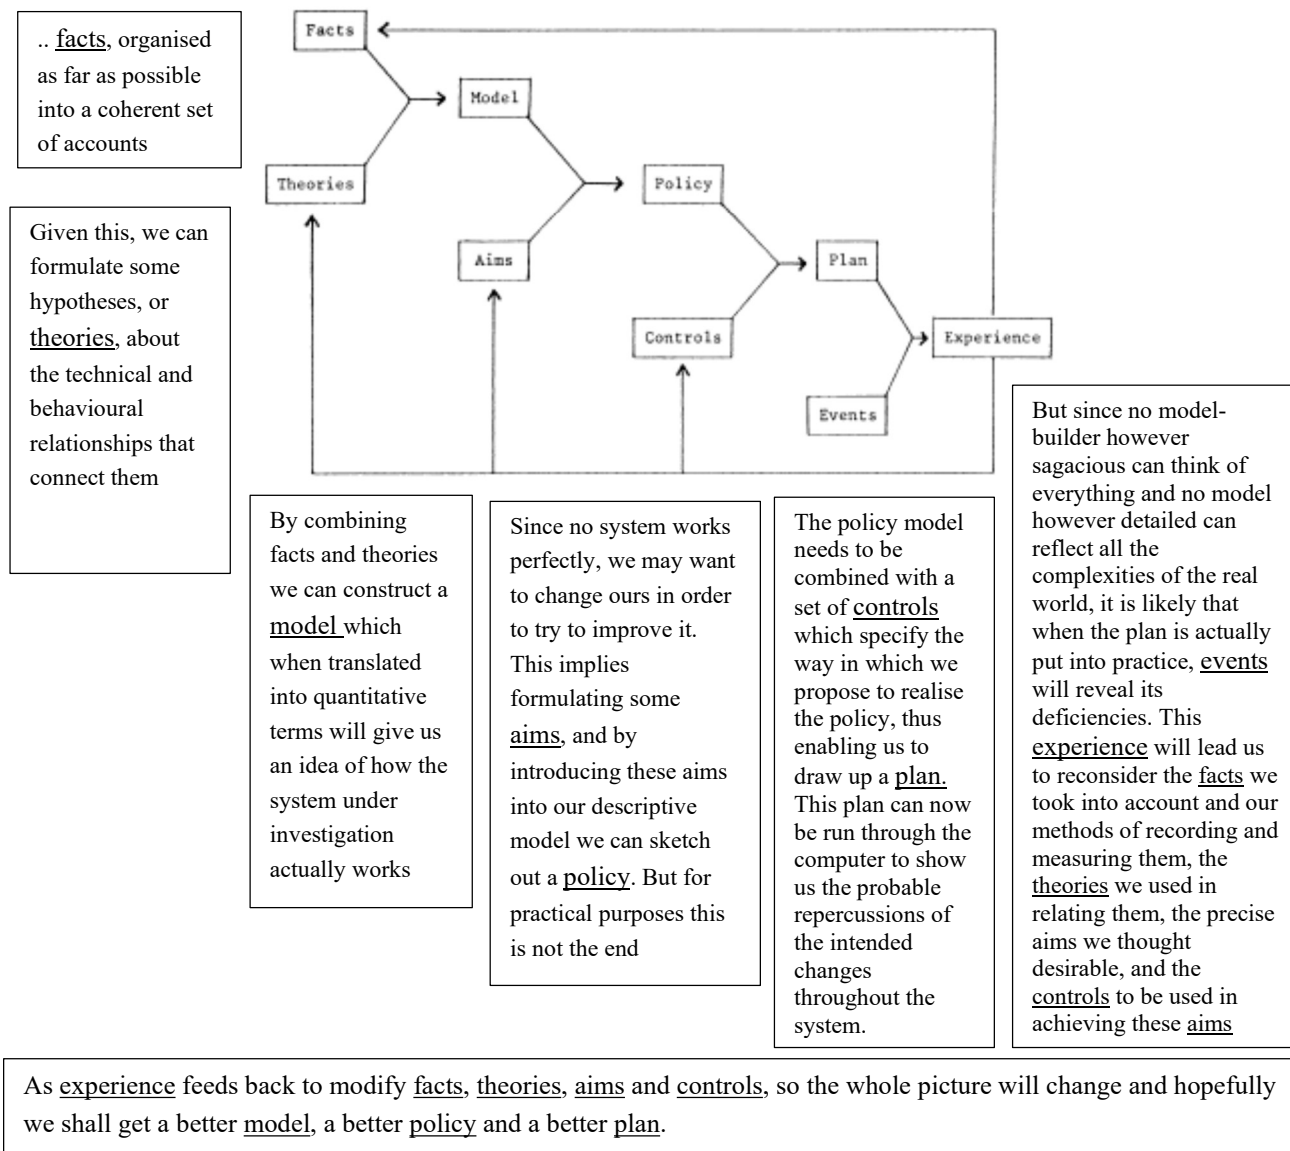 .. facts, organised
as far as possible
into a coherent set
of accounts
Facts
Model
Theories
Policy
Aims
Plan
Controls
Experience
Events
Given this, we can
formulate some
hypotheses, or
theories, about
the technical and
behavioural
relationships that
connect them
By combining
facts and theories
we can construct a
model which
when translated
into quantitative
terms will give us
an idea of how the
system under
investigation
actually works
Since no system works
perfectly, we may want
to change ours in order
to try to improve it.
This implies
formulating some
aims, and by
introducing these aims
into our descriptive
model we can sketch
out a policy. But for
practical purposes this
is not the end
The policy model
needs to be
combined with a
set of controls
which specify the
way in which we
propose to realise
the policy, thus
enabling us to
draw up a plan.
This plan can now
be run through the
computer to show
us the probable
repercussions of
the intended
changes
throughout the
system.
But since no model-
builder however
sagacious can think of
everything and no model
however detailed can
reflect all the
complexities of the real
world, it is likely that
when the plan is actually
put into practice, events
will reveal its
deficiencies. This
experience will lead us
to reconsider the facts we
took into account and our
methods of recording and
measuring them, the
theories we used in
relating them, the precise
aims we thought
desirable, and the
controls to be used in
achieving these aims
As experience feeds back to modify facts, theories, aims and controls, so the whole picture will change and hopefully
we shall get a better model, a better policy and a better plan.